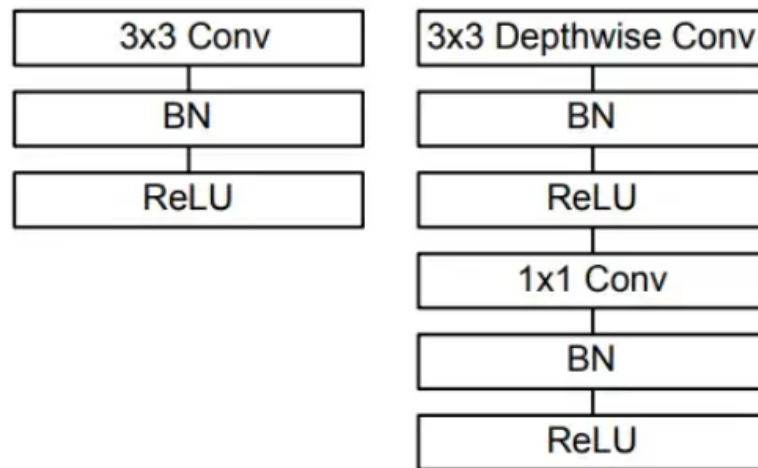 3x3 Conv
BN
ReLU
3x3 Depthwise Conv
BN
ReLU
1x1 Conv
BN
ReLU